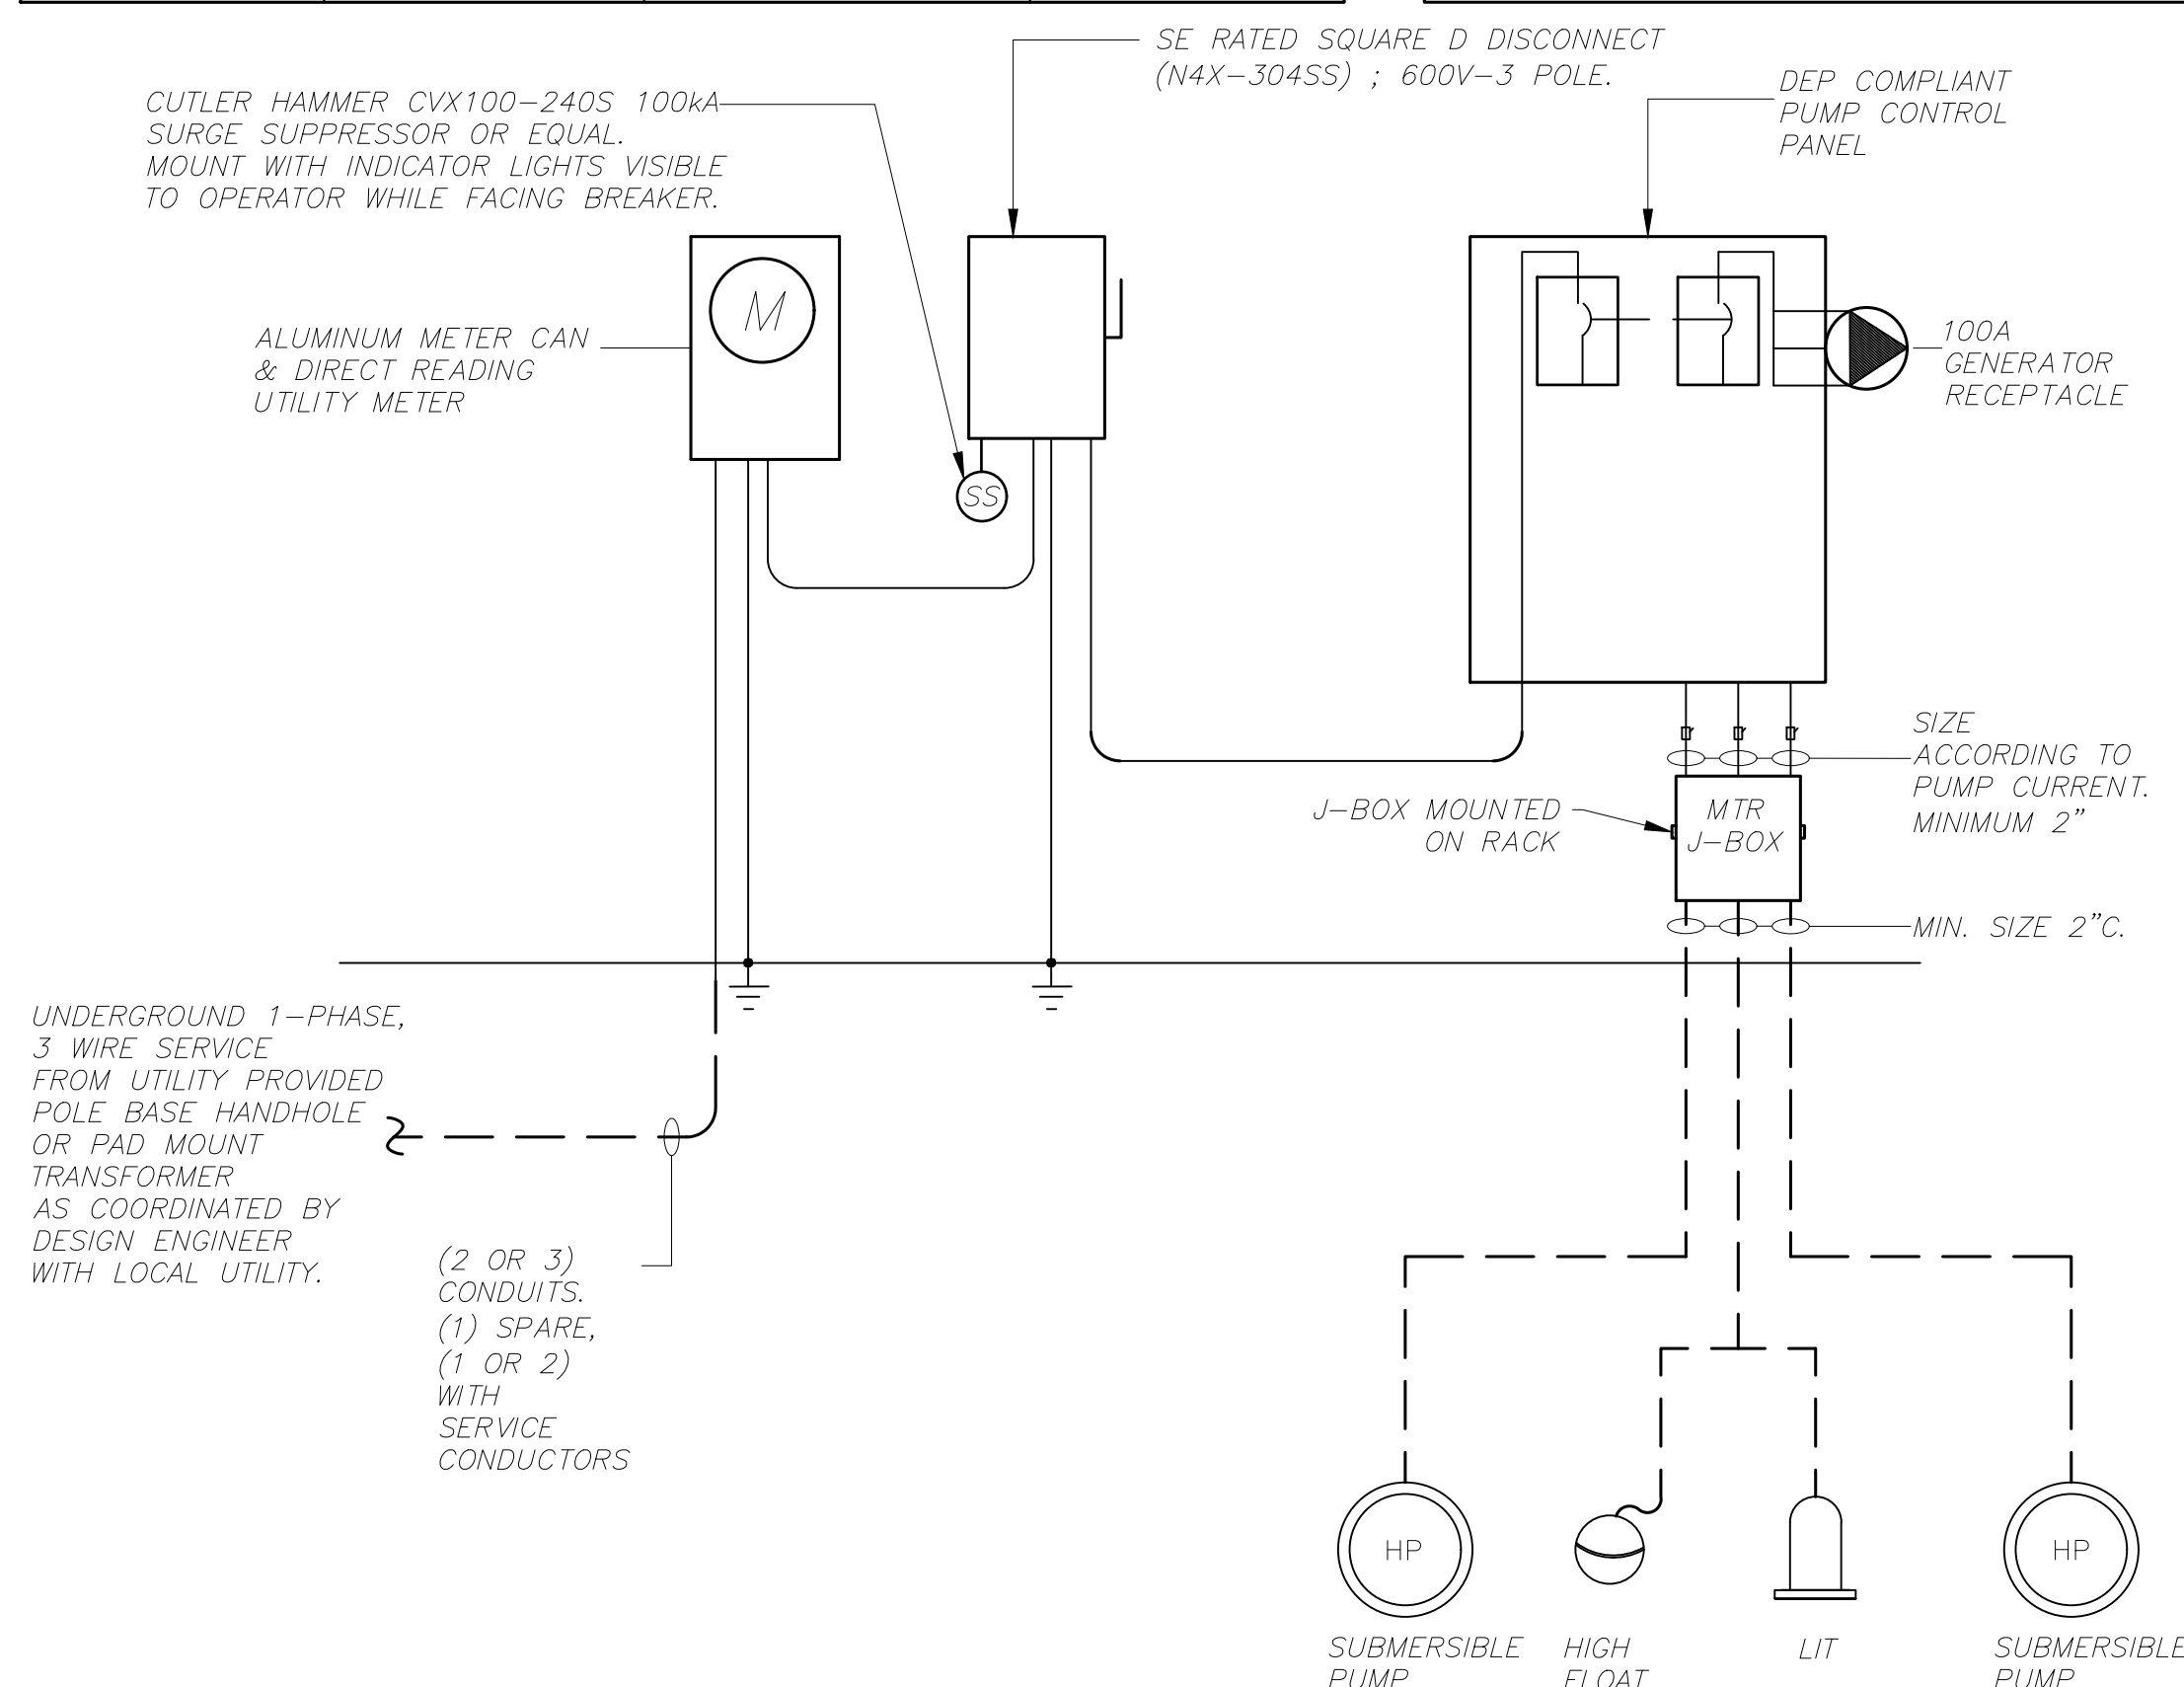 SE RATED SQUARE D DISCONNECT
(N4X-304SS) ; 600V-3 POLE.
CUTLER HAMMER CVX100-240S 100kA
SURGE SUPPRESSOR OR EQUAL.
MOUNT WITH INDICATOR LIGHTS VISIBLE
TO OPERATOR WHILE FACING BREAKER.
DEP COMPLIANT
PUMP CONTROL
PANEL
M
ALUMINUM METER CAN
& DIRECT READING
UTILITY METER
100A
GENERATOR
RECEPTACLE
SS
SIZE
ACCORDING TO
PUMP CURRENT.
MINIMUM 2"
J-BOX MOUNTED
ON RACK
MTR
J-BOX
MIN. SIZE 2"C.
UNDERGROUND 1-PHASE,
3 WIRE SERVICE
FROM UTILITY PROVIDED
POLE BASE HANDHOLE
OR PAD MOUNT
TRANSFORMER
AS COORDINATED BY
DESIGN ENGINEER
WITH LOCAL UTILITY.
(2 OR 3)
CONDUITS.
(1) SPARE,
(1 OR 2)
WITH
SERVICE
CONDUCTORS
HP
HP
SUBMERSIBLE
PUMP
HIGH
FLOAT
LIT
SUBMERSIBLE
PUMP